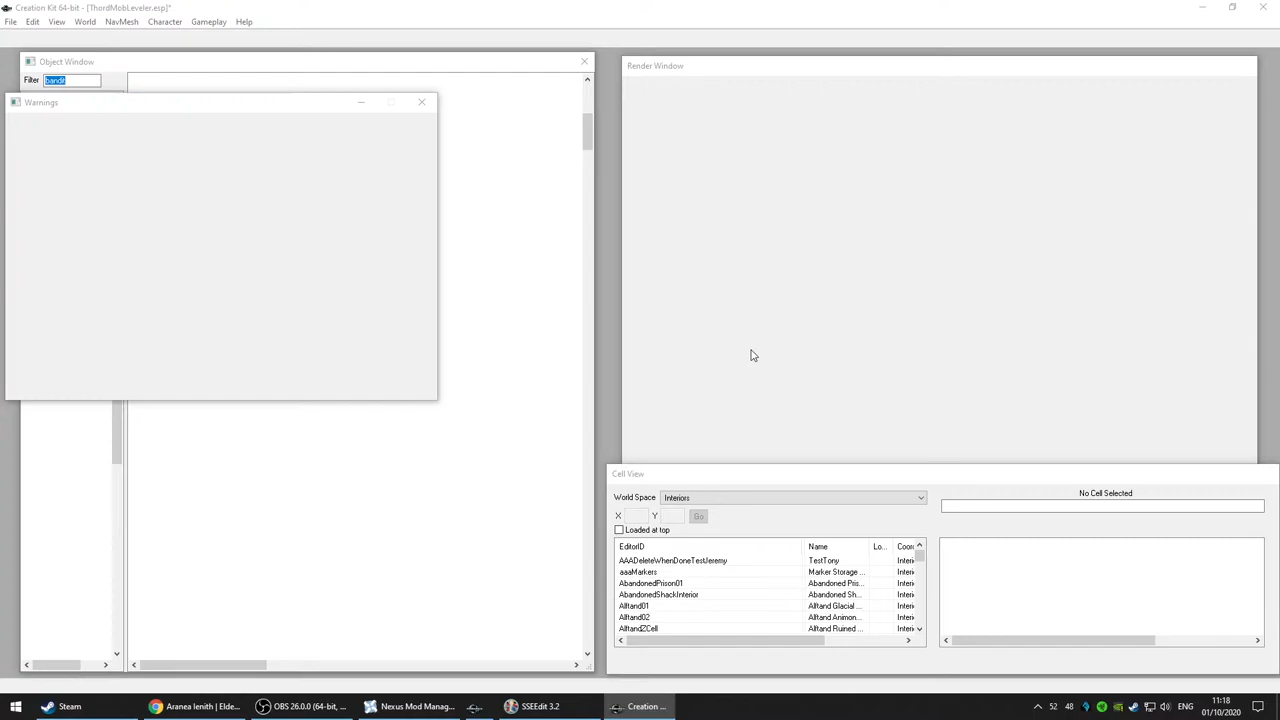 Creation Kit 64-bit - [ThordMobLeveler.esp]*
File Edit View World NavMesh Character Gameplay Help
Object Window
Render Window
Filter bandit
Warnings
Cell View
World Space Interiors
No Cell Selected
X Y Go
Loaded at top
EditorID Name Lo... Coord
AAADeleteWhenDoneTestJeremy TestTony Interi
aaaMarkers Marker Storage ... Interi
AbandonedPrison01 Abandoned Pris... Interi
AbandonedShackInterior Abandoned Sh... Interi
Alftand01 Alftand Glacial ... Interi
Alftand02 Alftand Animon... Interi
AlftandZCell Alftand Ruined ... Interi
Steam
Aranea Ienith | Elde...
OBS 26.0.0 (64-bit, ...
Nexus Mod Manag...
SSEEdit 3.2
Creation ...
48
ENG
11:18
01/10/2020